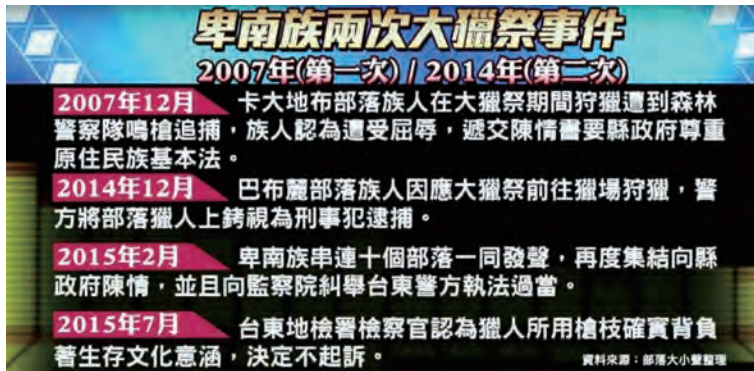 卑南族兩次大獵祭事件
2007年(第一次) / 2014年(第二次)
2007年12月 卡大地布部落族人在大獵祭期間狩獵遭到森林
警察隊鳴槍追捕，族人認為遭受屈辱，遞交陳情書要縣政府尊重
原住民族基本法。
2014年12月 巴布麓部落族人因應大獵祭前往獵場狩獵，警
方將部落獵人上銬視為刑事犯逮捕。
2015年2月 卑南族串連十個部落一同發聲，再度集結向縣
政府陳情，並且向監察院糾舉台東警方執法過當。
2015年7月 台東地檢署檢察官認為獵人所用槍枝確實背負
著生存文化意涵，決定不起訴。
資料來源：部落大小聲整理